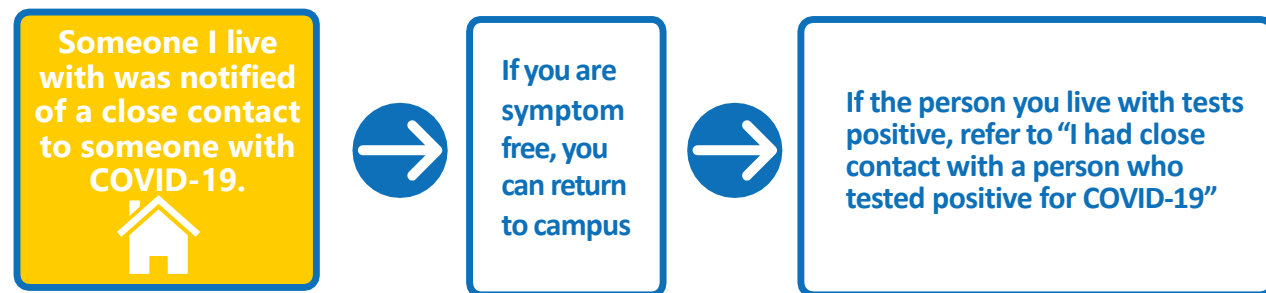 Someone I live
with was notified
of a close contact
to someone with
COVID-19.
If you are
symptom
free, you
can return
to campus
If the person you live with tests
positive, refer to “I had close
contact with a person who
tested positive for COVID-19”